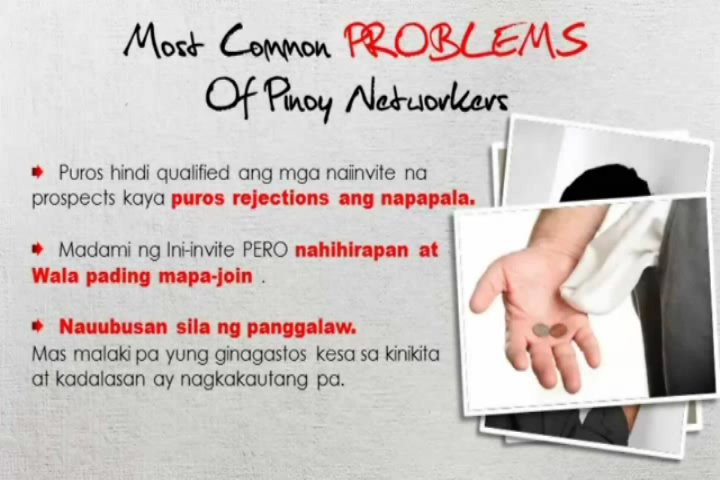 Most Common PROBLEMS
Of Pinoy Networkers
Puros hindi qualified ang mga naiinvite na
prospects kaya puros rejections ang napapala.
Madami ng Ini-invite PERO nahihirapan at
Wala pading mapa-join .
Nauubusan sila ng panggalaw.
Mas malaki pa yung ginagastos kesa sa kinikita
at kadalasan ay nagkakautang pa.